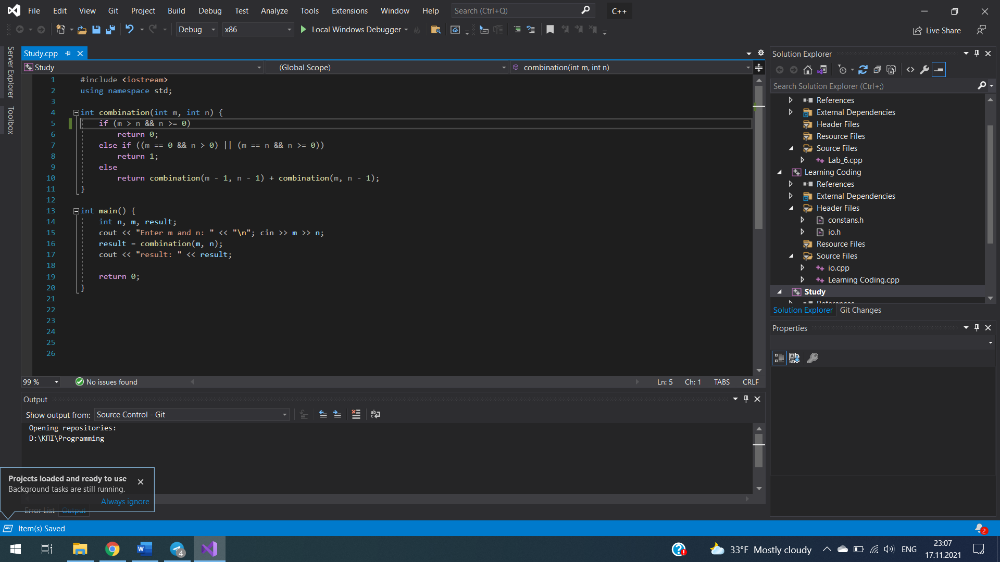 File Edit View Git Project Build Debug Test Analyze Tools Extensions Window Help Search (Ctrl+Q) C++
Debug x86 Local Windows Debugger Live Share
Server Explorer
Toolbox
Study.cpp
Study (Global Scope) combination(int m, int n)
1 #include <iostream>
2 using namespace std;
3
4 int combination(int m, int n) {
5 if (m > n && n >= 0)
6 return 0;
7 else if ((m == 0 && n > 0) || (m == n && n >= 0))
8 return 1;
9 else
10 return combination(m - 1, n - 1) + combination(m, n - 1);
11 }
12
13 int main() {
14 int n, m, result;
15 cout << "Enter m and n: " << "\n"; cin >> m >> n;
16 result = combination(m, n);
17 cout << "result: " << result;
18
19 return 0;
20 }
21
22
23
24
25
26
99 % No issues found Ln: 5 Ch: 1 TABS CRLF
Output
Show output from: Source Control - Git
Opening repositories:
D:\КПІ\Programming
Projects loaded and ready to use
Background tasks are still running.
Always ignore
Error List Output
Solution Explorer
Search Solution Explorer (Ctrl+;)
References
External Dependencies
Header Files
Resource Files
Source Files
Lab_6.cpp
Learning Coding
References
External Dependencies
Header Files
constans.h
io.h
Resource Files
Source Files
io.cpp
Learning Coding.cpp
Study
References
Solution Explorer Git Changes
Properties
Item(s) Saved 2
4 33°F Mostly cloudy ENG 23:07
17.11.2021